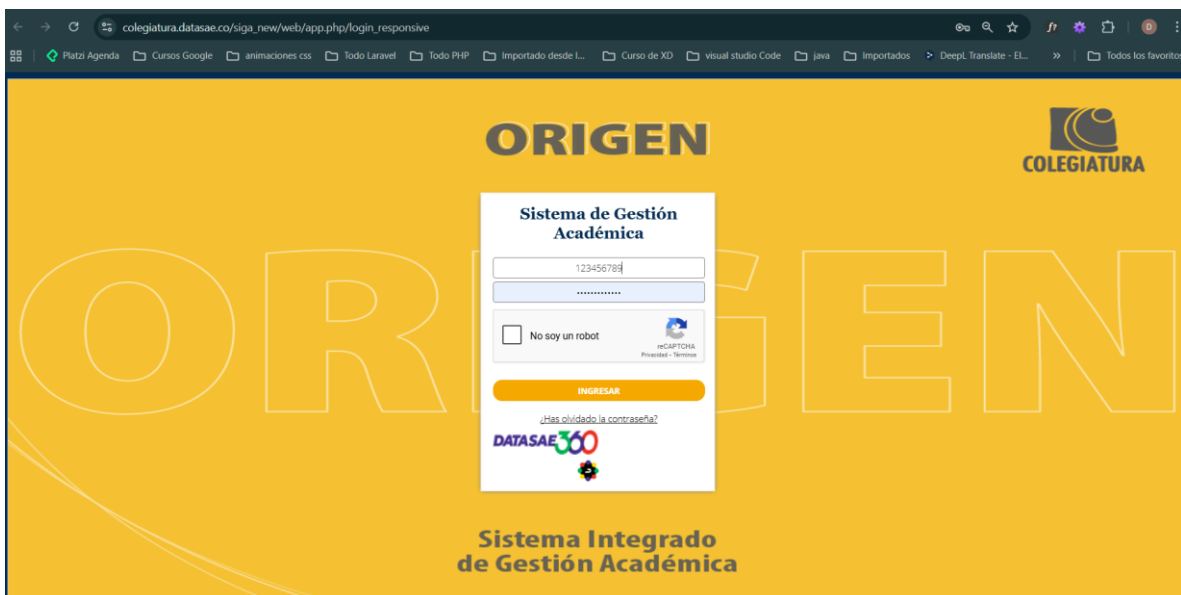 colegiatura.datasae.co/siga_new/web/app.php/login_responsive
f?
D
Platzi Agenda Cursos Google animaciones css Todo Laravel Todo PHP Importado desde l... Curso de XD visual studio Code java Importados DeepL Translate - El... » Todos los favoritos
ORIGEN
COLEGIATURA
Sistema de Gestión
Académica
123456789
No soy un robot
reCAPTCHA
Privacidad - Términos
INGRESAR
¿Has olvidado la contraseña?
DATASAE360
ORIGEN
Sistema Integrado
de Gestión Académica